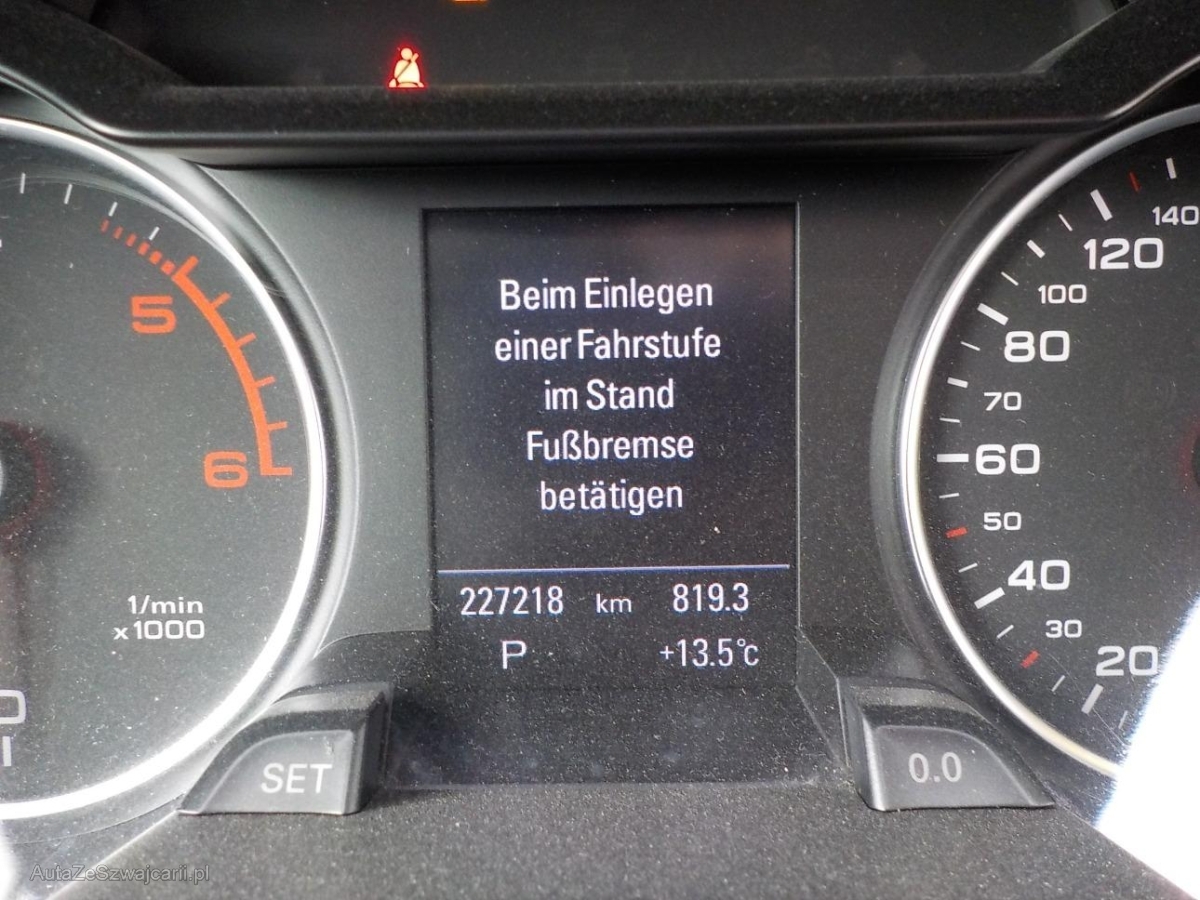 Beim Einlegen
einer Fahrstufe
im Stand
Fußbremse
betätigen
227218 km 819.3
P +13.5°C
5
6
1/min
x1000
0
140
120
100
80
70
60
50
40
30
20
SET
0.0
AutaZeSzwajcarii.pl